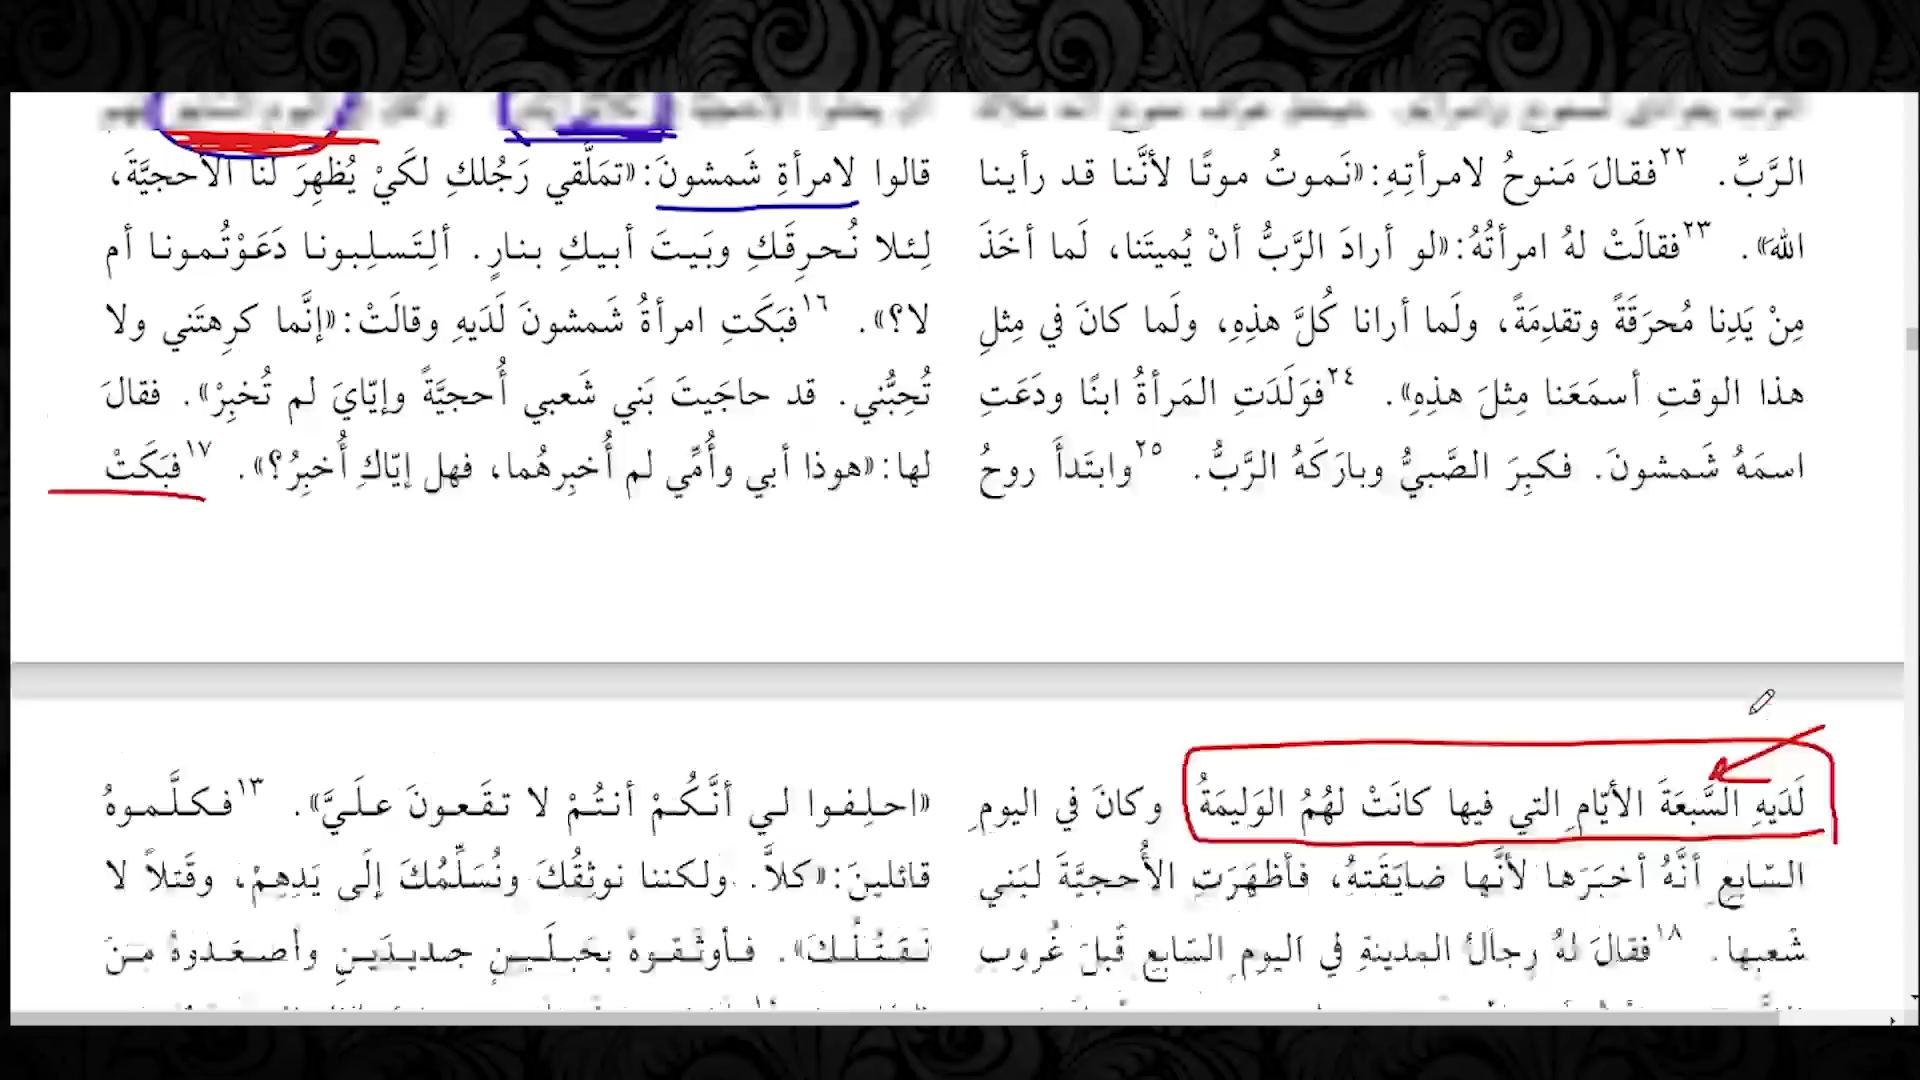 الرَّبِّ. ٢٢فقالَ مَنوحُ لامرأتِهِ: «نَموتُ موتًا لأنَّنا قد رأينا
اللهَ». ٢٣فقالَتْ لهُ امرأتُهُ: «لو أرادَ الرَّبُّ أنْ يُميتَنا، لَما أخَذَ
مِنْ يَدِنا مُحرَقَةً وتقدِمَةً، ولَما أرانا كُلَّ هذِهِ، ولَما كانَ في مِثلِ
هذا الوقتِ أسمَعَنا مِثلَ هذِهِ». ٢٤فوَلَدَتِ المَرأةُ ابنًا ودَعَتِ
اسمَهُ شَمشونَ. فكبِرَ الصَّبيُّ وبارَكَهُ الرَّبُّ. ٢٥وابتَدأَ روحُ
قالوا لامرأةِ شَمشونَ: «تمَلَّقي رَجُلكِ لكَيْ يُظهِرَ لنا الأحجيَّةَ،
لِئلا نُحرِقَكِ وبَيتَ أبيكِ بنارٍ. ألِتَسلِبونا دَعَوْتُمونا أم
لا؟». ١٦فبَكَتِ امرأةُ شَمشونَ لَدَيهِ وقالَتْ: «إنَّما كرِهتَني ولا
تُحِبُّني. قد حاجَيتَ بَني شَعبي أُحجيَّةً وإيّايَ لم تُخبِرْ». فقالَ
لها: «هوذا أبي وأُمِّي لم أُخبِرهُما، فهل إيّاكِ أُخبِرُ؟». ١٧فبَكَتْ
لَدَيهِ السَّبعَةَ الأيّامِ التي فيها كانَتْ لهُمُ الوَليمَةُ وكانَ في اليومِ
السّابِعِ أنَّهُ أخبَرَها لأنَّها ضايَقَتهُ، فأظهَرَتِ الأُحجيَّةَ لبَني
شَعبِها. ١٨فقالَ لهُ رِجالُ المدينةِ في اليومِ السّابِعِ قَبلَ غُروبِ
«احلِفوا لي أنَّكُمْ أنتُمْ لا تقَعونَ علَيَّ». ١٣فكلَّموهُ
قائلينَ: «كلاَّ. ولكننا نوثِقُكَ ونُسَلِّمُكَ إلَى يَدِهِمْ، وقَتلاً لا
نَقتُلُكَ». فأوثَقوهُ بحَبلَينِ جديدَينِ وأصعَدوهُ مِنَ